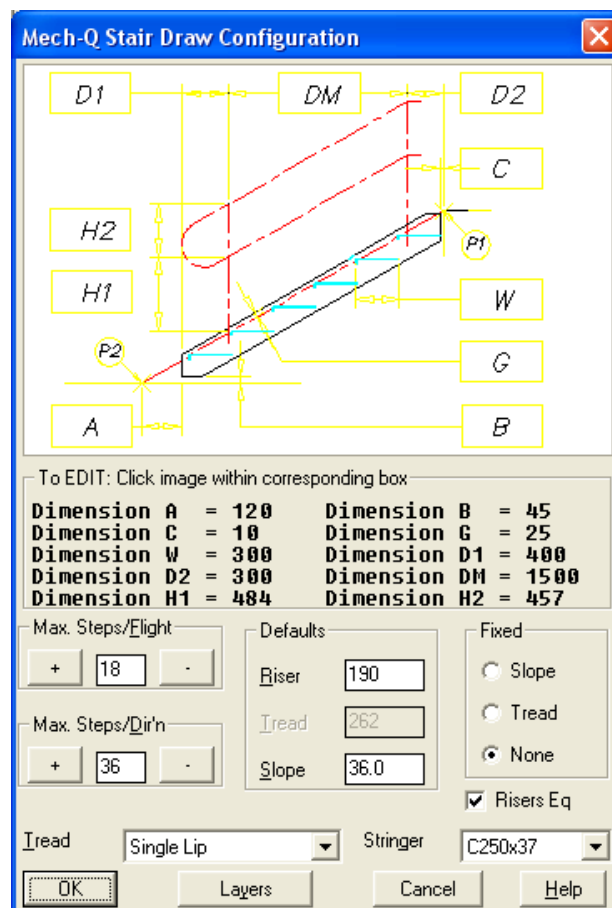 Mech-Q Stair Draw Configuration
D1 DM D2
C
H2
P1
H1
W
P2
G
A B
To EDIT: Click image within corresponding box
Dimension A = 120 Dimension B = 45
Dimension C = 10 Dimension G = 25
Dimension W = 300 Dimension D1 = 400
Dimension D2 = 300 Dimension DM = 1500
Dimension H1 = 484 Dimension H2 = 457
Max. Steps/Flight Defaults Fixed
+ 18 - Riser 190 Slope
Tread 262 Tread
Max. Steps/Dir'n
+ 36 - Slope 36.0 None
Risers Eq
Tread Single Lip Stringer C250x37
OK Layers Cancel Help